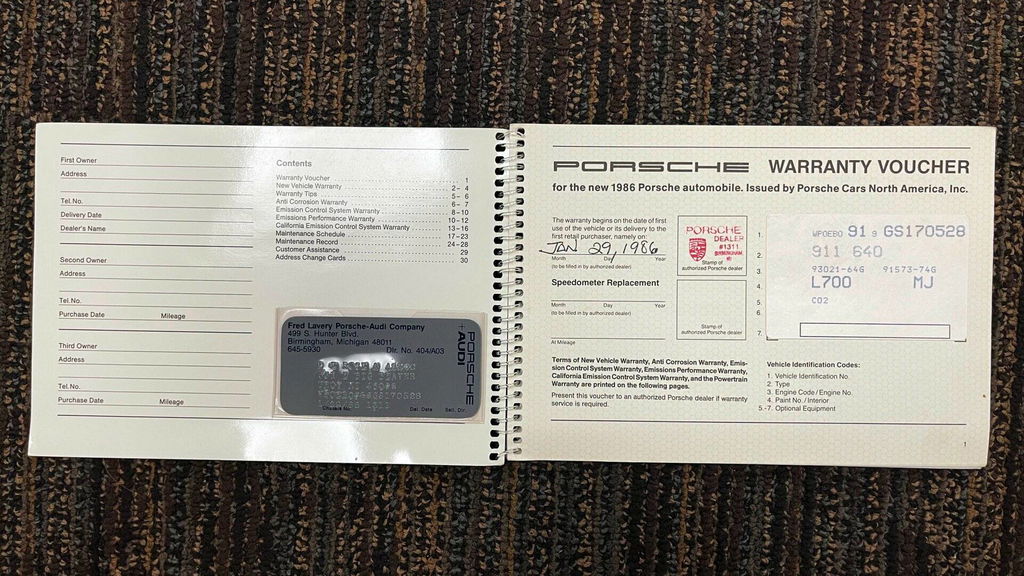 First Owner
Address
Tel.No.
Delivery Date
Dealer's Name
Second Owner
Address
Tel.No.
Purchase Date Mileage
Third Owner
Address
Tel.No.
Purchase Date Mileage
Contents
Warranty Voucher 1
New Vehicle Warranty 2- 4
Warranty Tips 5- 6
Anti Corrosion Warranty 6- 7
Emission Control System Warranty 8-10
Emissions Performance Warranty 10-12
California Emission Control System Warranty 13-16
Maintenance Schedule 17-23
Maintenance Record 24-28
Customer Assistance 29
Address Change Cards 30
Fred Lavery Porsche-Audi Company
499 S. Hunter Blvd.
Birmingham, Michigan 48011
645-5930 Dlr. No. 404/A03
PORSCHE
+AUDI
Chassis No. Del. Date Sell. Dlr.
PORSCHE WARRANTY VOUCHER
for the new 1986 Porsche automobile. Issued by Porsche Cars North America, Inc.
The warranty begins on the date of first
use of the vehicle or its delivery to the
first retail purchaser, namely on:
JAN 29, 1986
Month Day Year
(to be filled in by authorized dealer)
Speedometer Replacement
Month Day Year
(to be filled in by authorized dealer)
At Mileage
PORSCHE
DEALER
#1311
BIRMINGHAM
MI
Stamp of
authorized Porsche dealer
Stamp of
authorized Porsche dealer
1. WPOEBO 91 9 GS170528
2. 911 640
3. 93021-64G 91573-74G
4. L700 MJ
5. C02
6.
7.
Terms of New Vehicle Warranty, Anti Corrosion Warranty, Emis-
sion Control System Warranty, Emissions Performance Warranty,
California Emission Control System Warranty, and the Powertrain
Warranty are printed on the following pages.
Present this voucher to an authorized Porsche dealer if warranty
service is required.
Vehicle Identification Codes:
1. Vehicle Identification No.
2. Type
3. Engine Code / Engine No.
4. Paint No. / Interior
5.-7. Optional Equipment
1